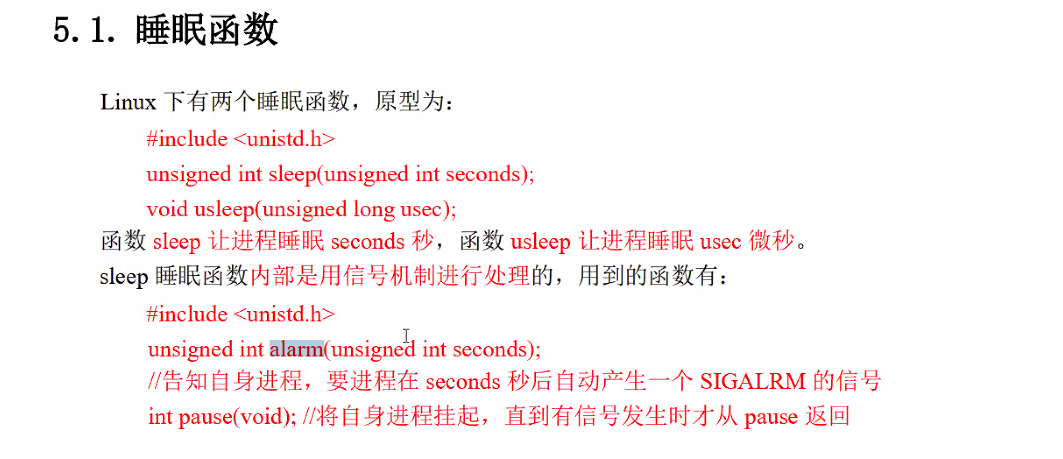 5.1. 睡眠函数
Linux 下有两个睡眠函数，原型为：
#include <unistd.h>
unsigned int sleep(unsigned int seconds);
void usleep(unsigned long usec);
函数 sleep 让进程睡眠 seconds 秒，函数 usleep 让进程睡眠 usec 微秒。
sleep 睡眠函数内部是用信号机制进行处理的，用到的函数有：
#include <unistd.h>
unsigned int alarm(unsigned int seconds);
//告知自身进程，要进程在 seconds 秒后自动产生一个 SIGALRM 的信号
int pause(void); //将自身进程挂起，直到有信号发生时才从 pause 返回